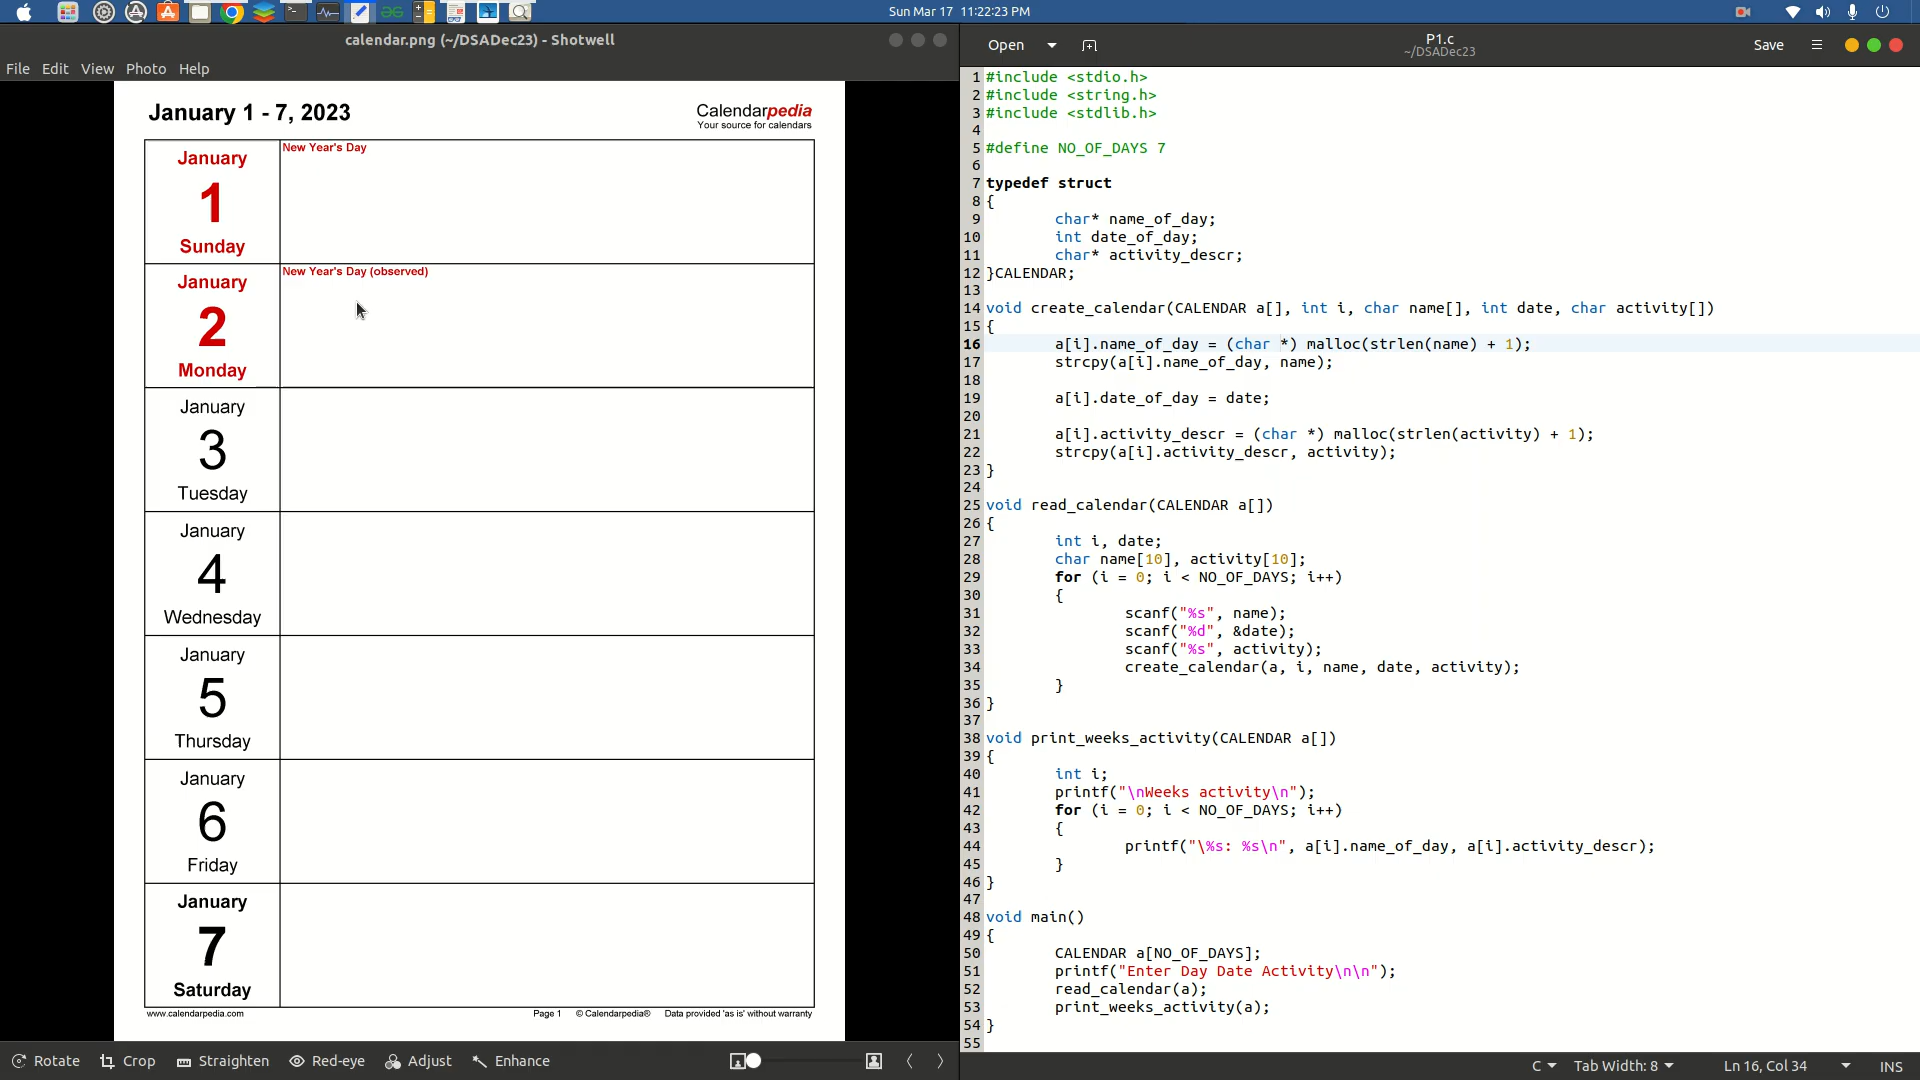 Sun Mar 17 11:22:23 PM
calendar.png (~/DSADec23) - Shotwell
File Edit View Photo Help
January 1 - 7, 2023
Calendarpedia
Your source for calendars
January
1
Sunday
New Year's Day
January
2
Monday
New Year's Day (observed)
January
3
Tuesday
January
4
Wednesday
January
5
Thursday
January
6
Friday
January
7
Saturday
www.calendarpedia.com
Page 1 © Calendarpedia® Data provided 'as is' without warranty
Rotate Crop Straighten Red-eye Adjust Enhance
Open
P1.c
~/DSADec23
Save
1 #include <stdio.h>
2 #include <string.h>
3 #include <stdlib.h>
4
5 #define NO_OF_DAYS 7
6
7 typedef struct
8 {
9 char* name_of_day;
10 int date_of_day;
11 char* activity_descr;
12 }CALENDAR;
13
14 void create_calendar(CALENDAR a[], int i, char name[], int date, char activity[])
15 {
16 a[i].name_of_day = (char *) malloc(strlen(name) + 1);
17 strcpy(a[i].name_of_day, name);
18
19 a[i].date_of_day = date;
20
21 a[i].activity_descr = (char *) malloc(strlen(activity) + 1);
22 strcpy(a[i].activity_descr, activity);
23 }
24
25 void read_calendar(CALENDAR a[])
26 {
27 int i, date;
28 char name[10], activity[10];
29 for (i = 0; i < NO_OF_DAYS; i++)
30 {
31 scanf("%s", name);
32 scanf("%d", &date);
33 scanf("%s", activity);
34 create_calendar(a, i, name, date, activity);
35 }
36 }
37
38 void print_weeks_activity(CALENDAR a[])
39 {
40 int i;
41 printf("\nWeeks activity\n");
42 for (i = 0; i < NO_OF_DAYS; i++)
43 {
44 printf("\%s: %s\n", a[i].name_of_day, a[i].activity_descr);
45 }
46 }
47
48 void main()
49 {
50 CALENDAR a[NO_OF_DAYS];
51 printf("Enter Day Date Activity\n\n");
52 read_calendar(a);
53 print_weeks_activity(a);
54 }
55
C Tab Width: 8 Ln 16, Col 34 INS